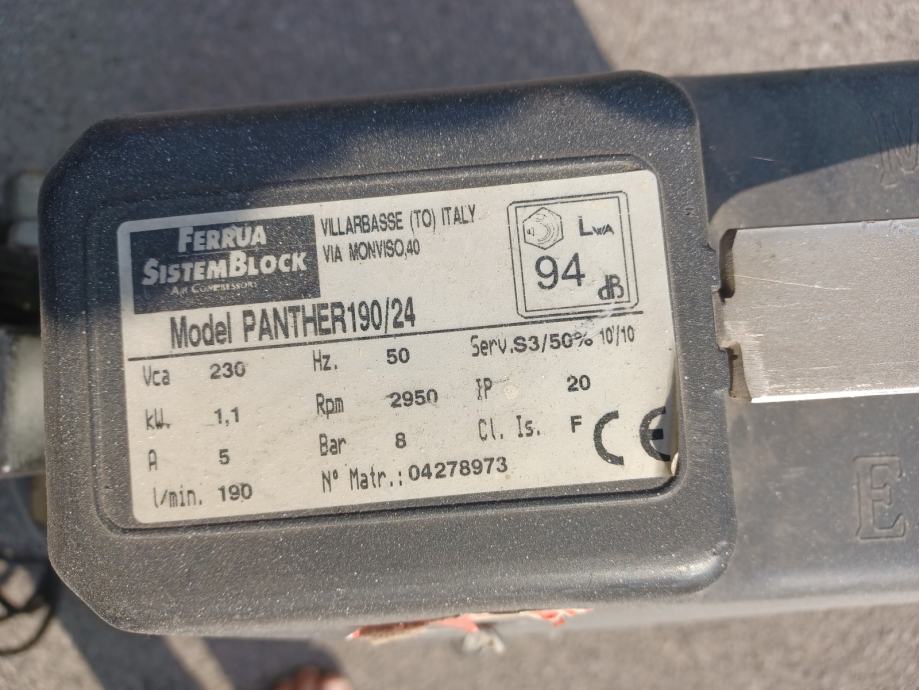 FERRUA
SISTEMBLOCK
AIR COMPRESSORS
VILLARBASSE (TO) ITALY
VIA MONVISO,40
LWA
94 dB
Model PANTHER190/24
Vca 230 Hz. 50 Serv.S3/50% 10'/10
kW. 1,1 Rpm 2950 IP 20
A 5 Bar 8 Cl. Is. F CE
l/min. 190 N° Matr.: 04278973
M
E